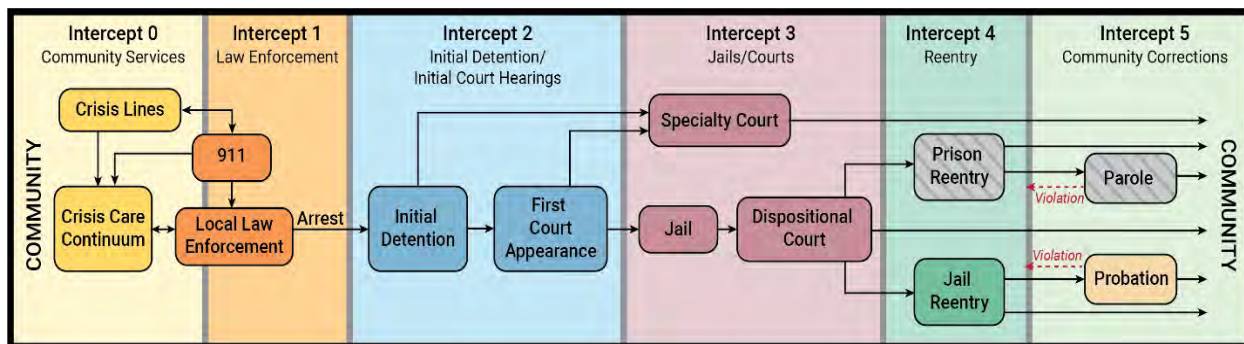 COMMUNITY
Intercept 0
Community Services
Crisis Lines
Crisis Care
Continuum
Intercept 1
Law Enforcement
911
Local Law
Enforcement
Arrest
Intercept 2
Initial Detention/
Initial Court Hearings
Initial
Detention
First
Court
Appearance
Intercept 3
Jails/Courts
Specialty Court
Jail
Dispositional
Court
Intercept 4
Reentry
Prison
Reentry
Jail
Reentry
Intercept 5
Community Corrections
Parole
Violation
Violation
Probation
COMMUNITY